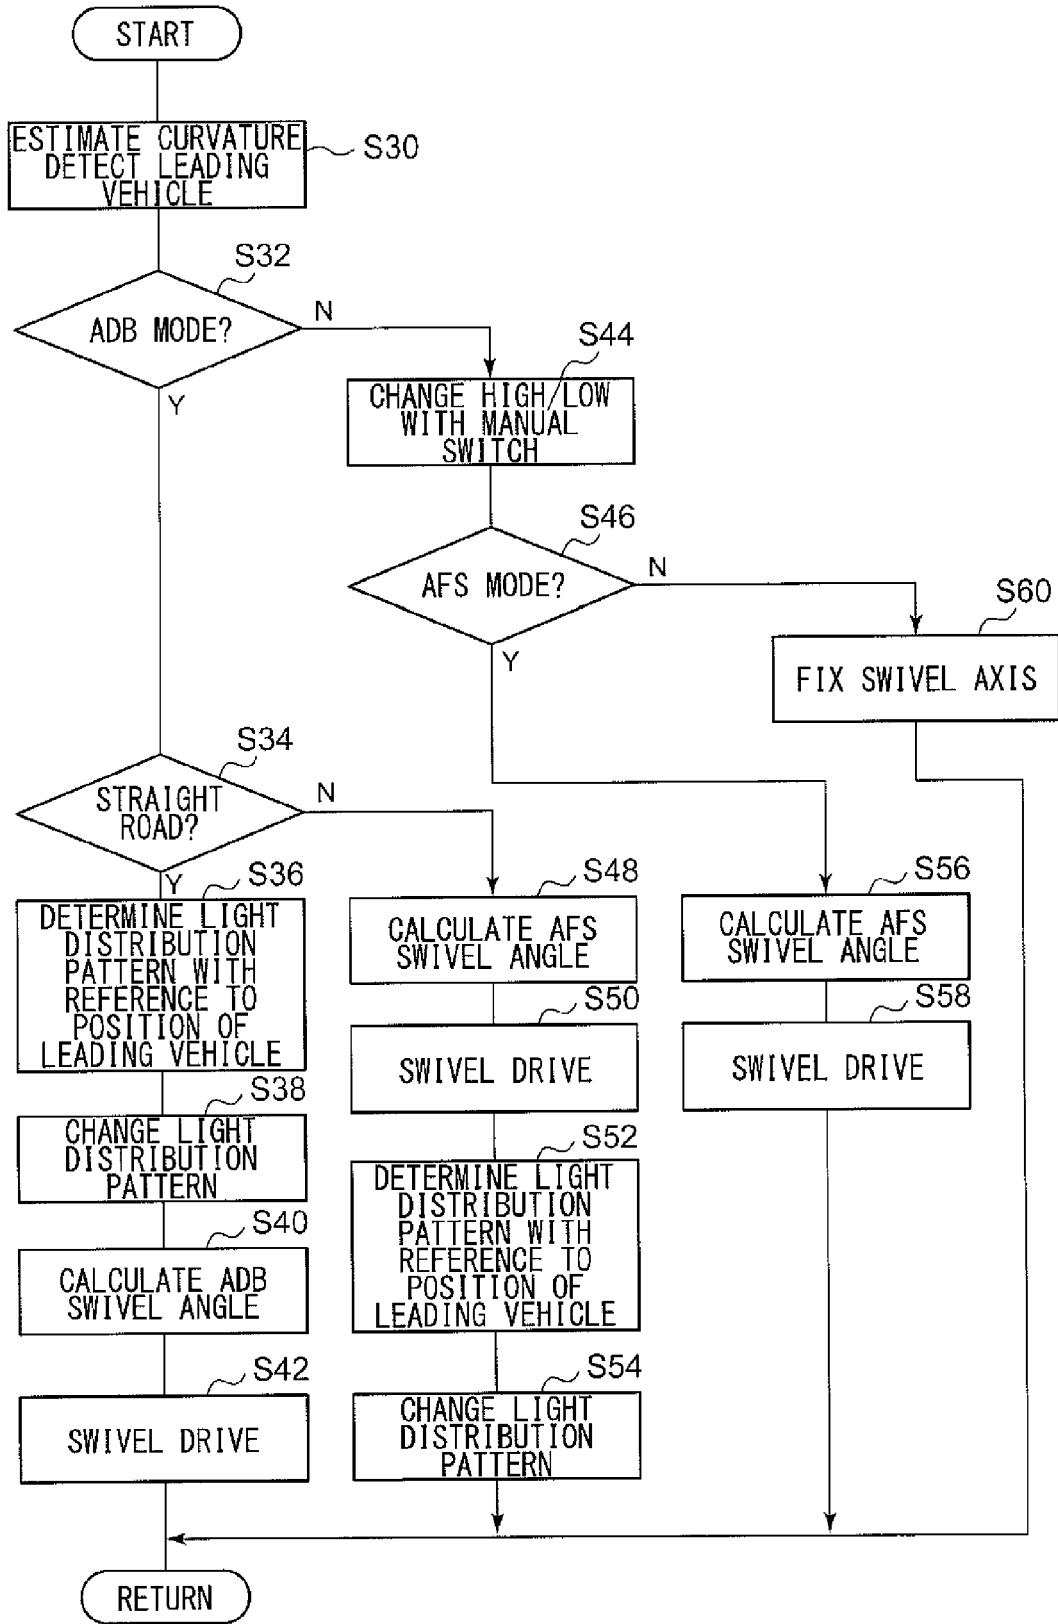 START
ESTIMATE CURVATURE
DETECT LEADING
VEHICLE
S30
S32
ADB MODE?
N
Y
S44
CHANGE HIGH LOW
WITH MANUAL
SWITCH
S46
AFS MODE?
N
Y
S60
FIX SWIVEL AXIS
S34
STRAIGHT
ROAD?
N
Y
S36
DETERMINE LIGHT
DISTRIBUTION
PATTERN WITH
REFERENCE TO
POSITION OF
LEADING VEHICLE
S38
CHANGE LIGHT
DISTRIBUTION
PATTERN
S40
CALCULATE ADB
SWIVEL ANGLE
S42
SWIVEL DRIVE
S48
CALCULATE AFS
SWIVEL ANGLE
S50
SWIVEL DRIVE
S52
DETERMINE LIGHT
DISTRIBUTION
PATTERN WITH
REFERENCE TO
POSITION OF
LEADING VEHICLE
S54
CHANGE LIGHT
DISTRIBUTION
PATTERN
S56
CALCULATE AFS
SWIVEL ANGLE
S58
SWIVEL DRIVE
RETURN